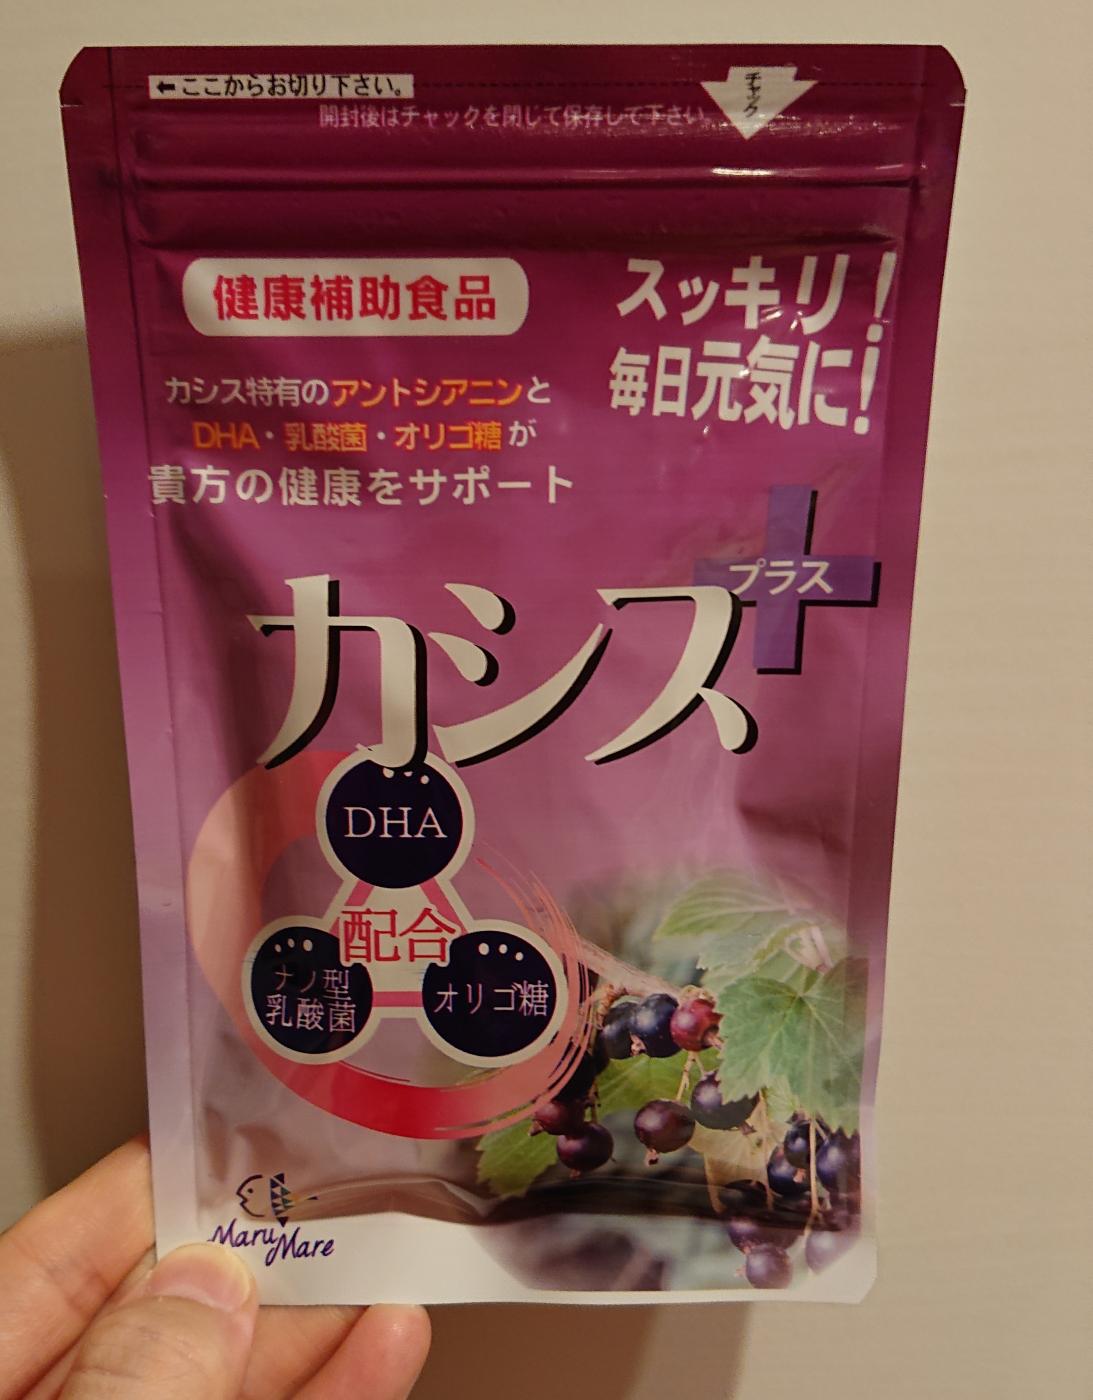 ←ここからお切り下さい。
チャック
開封後はチャックを閉じて保存して下さい。
健康補助食品
スッキリ!
毎日元気に!
カシス特有のアントシアニンと
DHA・乳酸菌・オリゴ糖が
貴方の健康をサポート
カシス
プラス
DHA
配合
ナノ型
乳酸菌
オリゴ糖
MaruMare